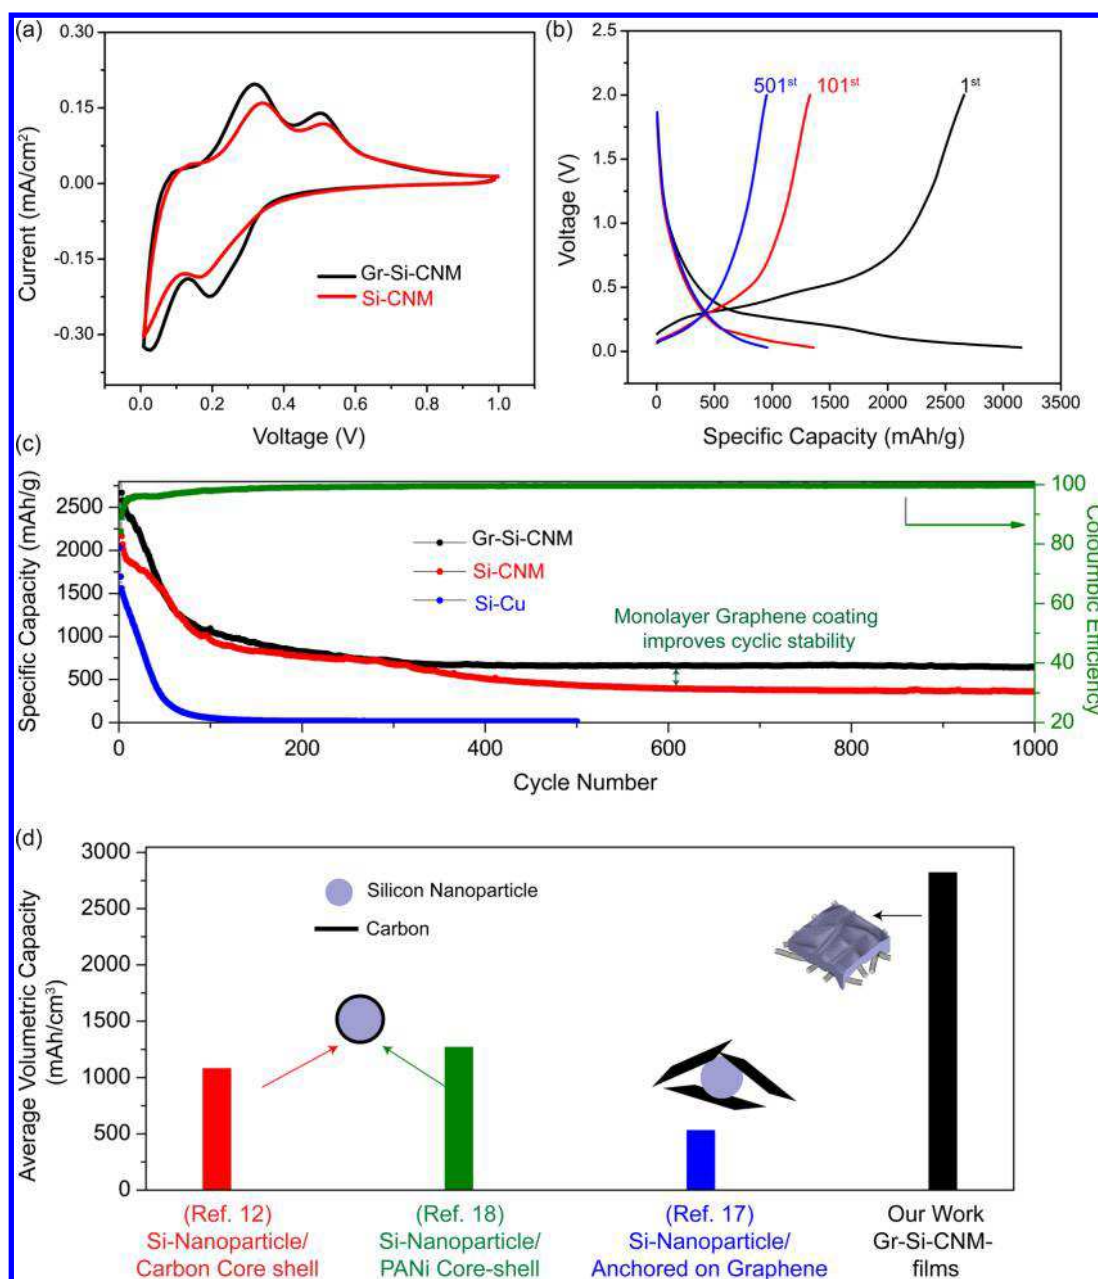 (a)
0.30
0.15
0.00
-0.15
-0.30
Current (mA/cm²)
Gr-Si-CNM
Si-CNM
0.0 0.2 0.4 0.6 0.8 1.0
Voltage (V)
(b)
2.5
2.0
1.5
1.0
0.5
0.0
Voltage (V)
501st 101st 1st
0 500 1000 1500 2000 2500 3000 3500
Specific Capacity (mAh/g)
(c)
Specific Capacity (mAh/g)
2500
2000
1500
1000
500
0
Gr-Si-CNM
Si-CNM
Si-Cu
Monolayer Graphene coating
improves cyclic stability
100
80
60
40
20
Coloumbic Efficiency
0 200 400 600 800 1000
Cycle Number
(d)
Average Volumetric Capacity
(mAh/cm³)
3000
2500
2000
1500
1000
500
0
Silicon Nanoparticle
Carbon
(Ref. 12)
Si-Nanoparticle/
Carbon Core shell
(Ref. 18)
Si-Nanoparticle/
PANi Core-shell
(Ref. 17)
Si-Nanoparticle/
Anchored on Graphene
Our Work
Gr-Si-CNM-
films